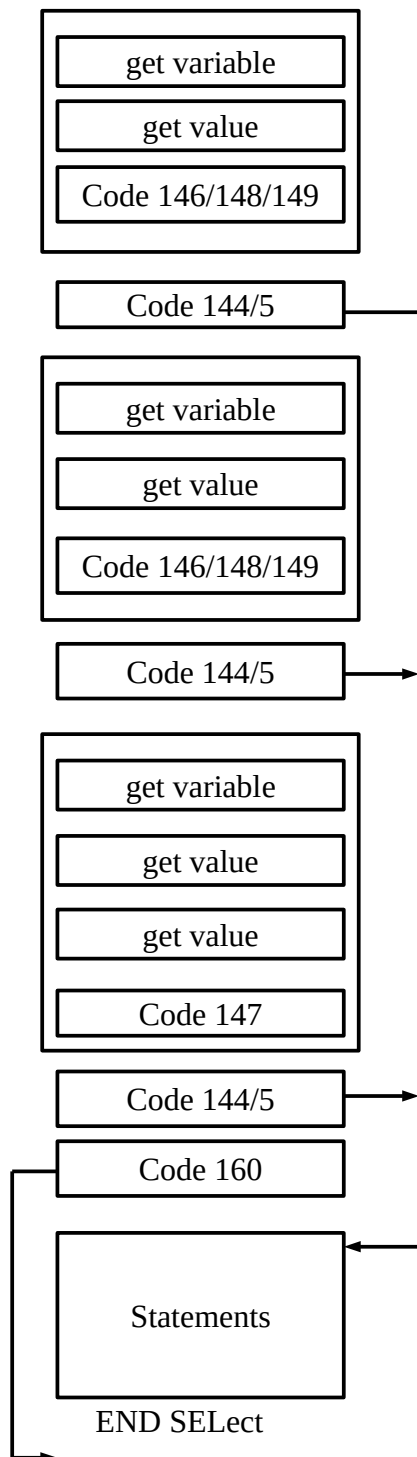 get variable
get value
Code 146/148/149
Code 144/5
get variable
get value
Code 146/148/149
Code 144/5
get variable
get value
get value
Code 147
Code 144/5
Code 160
Statements
END SELect